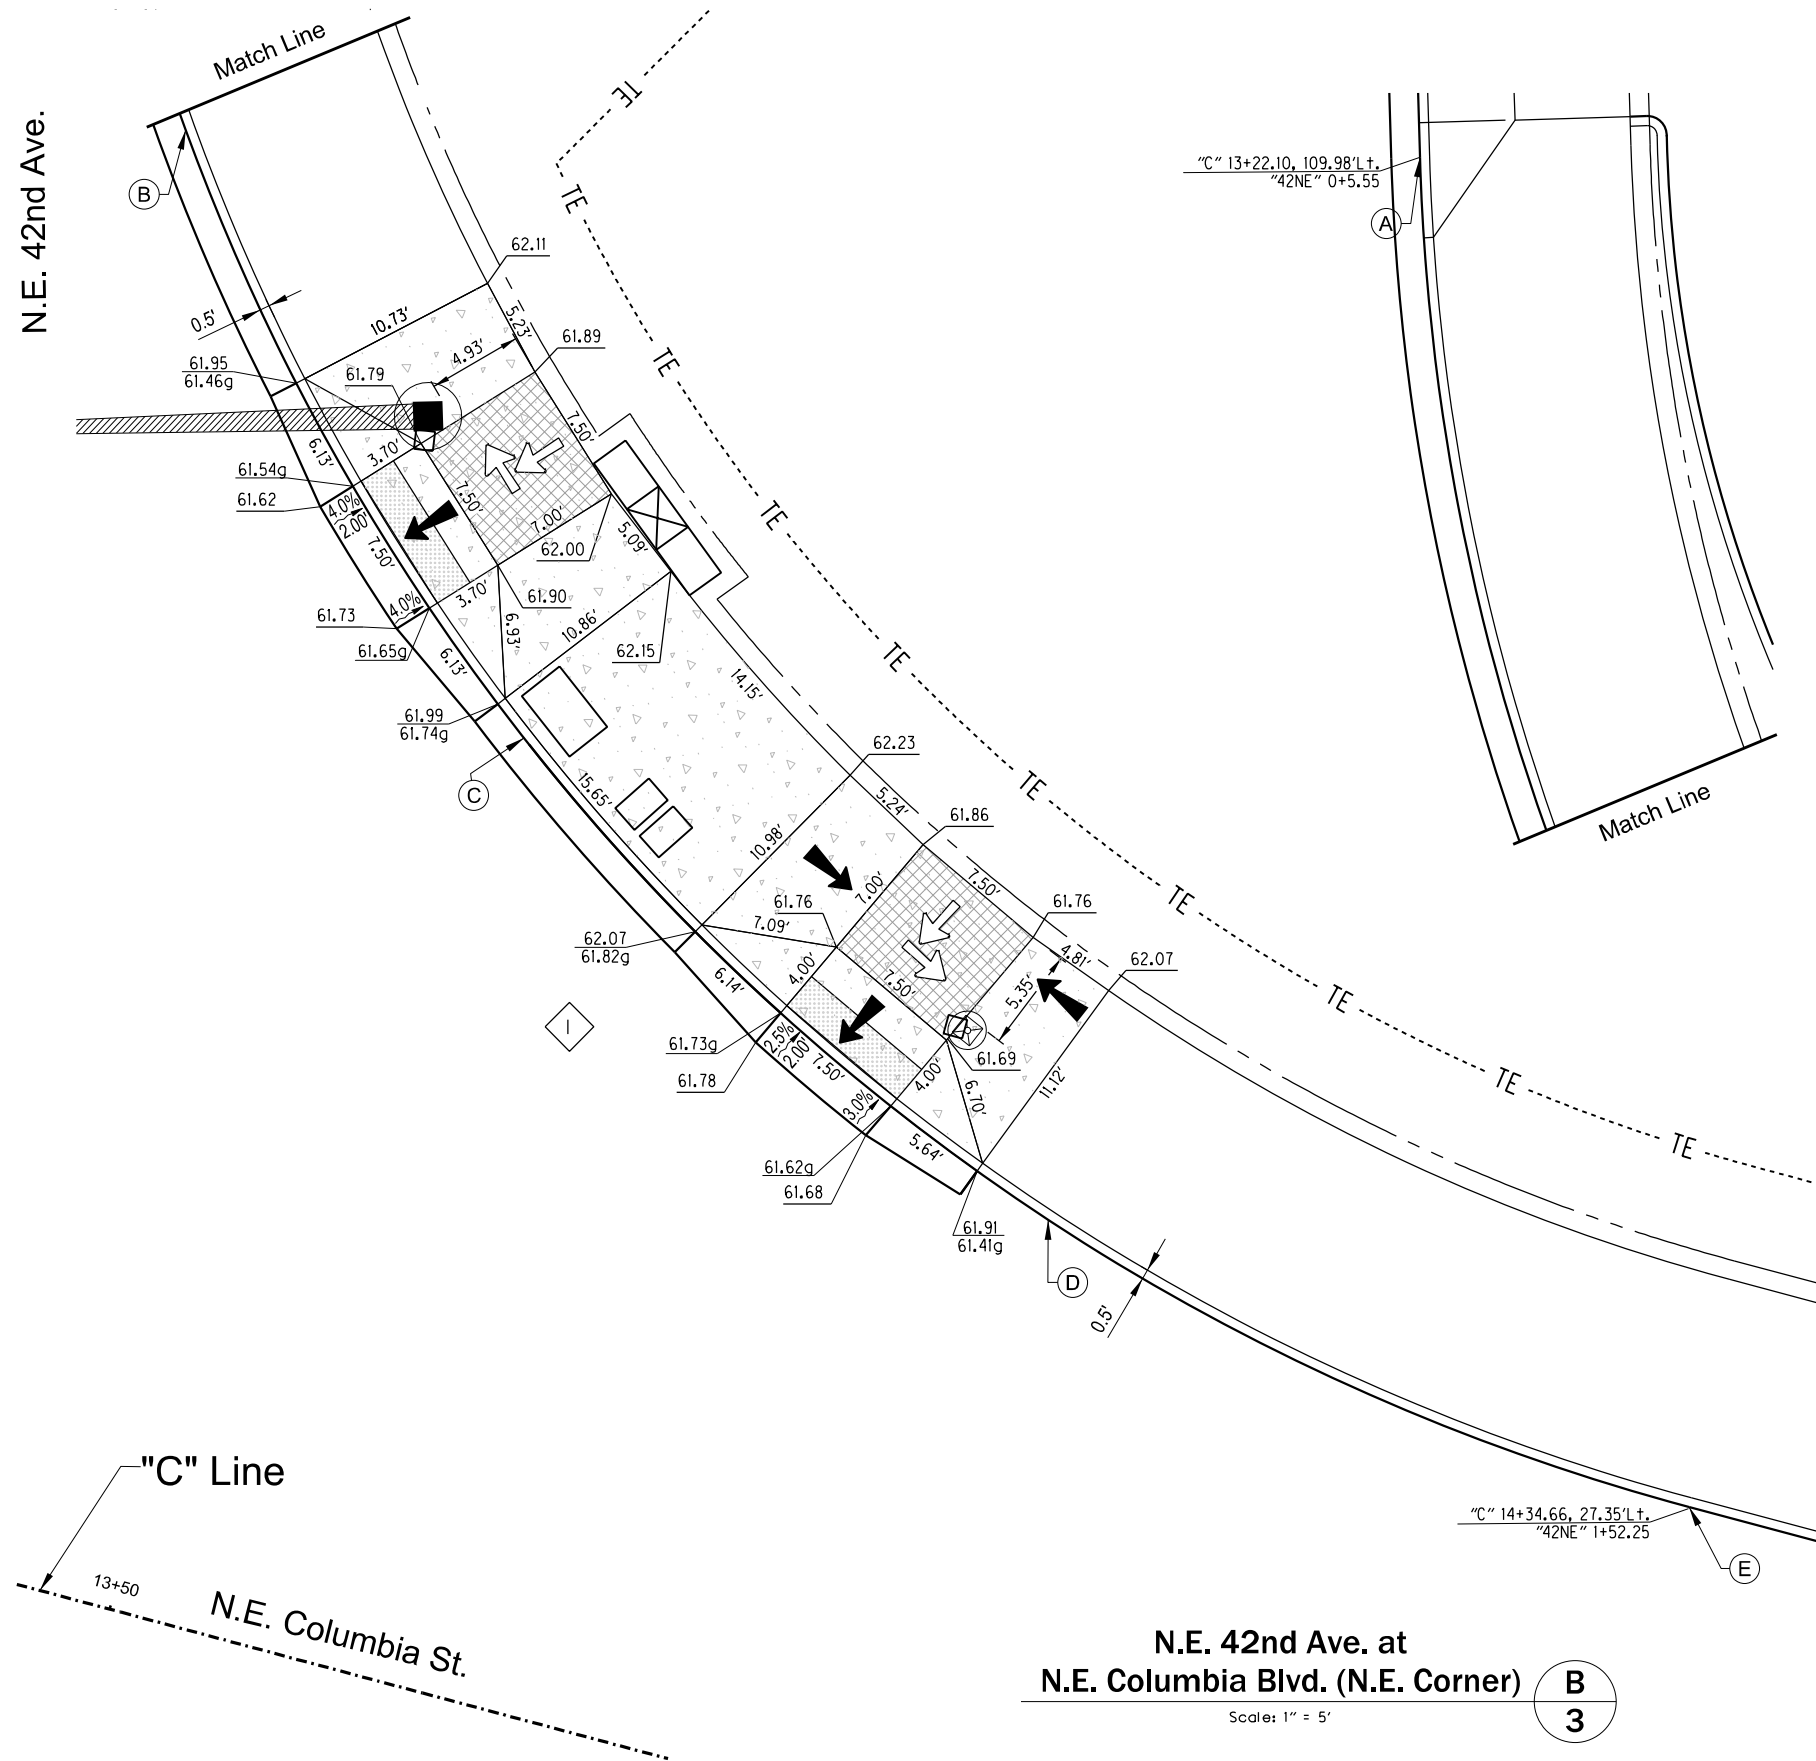 Match Line
N.E. 42nd Ave.
B
TE
TE
TE
TE
TE
TE
TE
TE
TE
TE
"C" 13+22.10, 109.98'Lt.
"42NE" 0+5.55
A
Match Line
62.11
0.5'
10.73'
5.23'
4.93'
61.89
61.95
61.46g
61.79
6.13'
3.70'
7.50'
61.54g
61.62
4.0%
2.00'
7.50'
7.50'
7.00'
62.00
5.09'
4.0%
3.70'
61.90
61.73
61.65g
6.93'
10.86'
62.15
6.13'
61.99
61.74g
14.15'
C
15.65'
62.23
5.24'
61.86
10.98'
7.00'
7.50'
61.76
61.76
7.09'
62.07
61.82g
4.81'
62.07
4.00'
7.50'
5.35'
6.14'
I
61.73g
2.5%
2.00'
7.50'
61.69
61.78
4.00'
6.70'
11.12'
3.0%
5.64'
61.62g
61.68
61.91
61.41g
D
0.5'
"C" Line
13+50
N.E. Columbia St.
"C" 14+34.66, 27.35'Lt.
"42NE" 1+52.25
E
N.E. 42nd Ave. at
N.E. Columbia Blvd. (N.E. Corner)
Scale: 1" = 5'
B
3